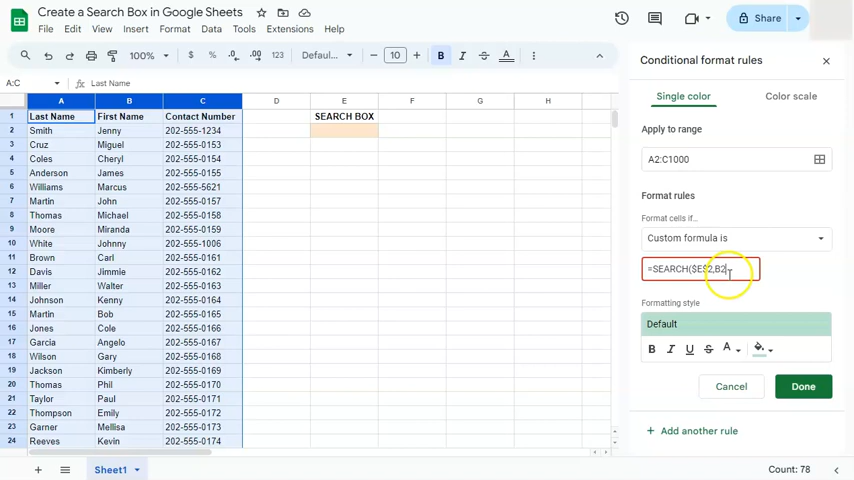 Create a Search Box in Google Sheets
File Edit View Insert Format Data Tools Extensions Help
Share
100% $ % .0 .00 123 Defaul... 10 B I A
A:C fx Last Name
A B C D E F G H
1 Last Name First Name Contact Number SEARCH BOX
2 Smith Jenny 202-555-1234
3 Cruz Miguel 202-555-0153
4 Coles Cheryl 202-555-0154
5 Anderson James 202-555-0155
6 Williams Marcus 202-555-5621
7 Martin John 202-555-0157
8 Thomas Michael 202-555-0158
9 Moore Miranda 202-555-0159
10 White Johnny 202-555-1006
11 Brown Carl 202-555-0161
12 Davis Jimmie 202-555-0162
13 Miller Walter 202-555-0163
14 Johnson Kenny 202-555-0164
15 Martin Bob 202-555-0165
16 Jones Cole 202-555-0166
17 Garcia Angelo 202-555-0167
18 Wilson Gary 202-555-0168
19 Jackson Kimberly 202-555-0169
20 Thomas Phil 202-555-0170
21 Taylor Paul 202-555-0171
22 Thompson Emily 202-555-0172
23 Garner Mellisa 202-555-0173
24 Reeves Kevin 202-555-0174
Sheet1
Conditional format rules
Single color Color scale
Apply to range
A2:C1000
Format rules
Format cells if…
Custom formula is
=SEARCH($E$2,B2
Formatting style
Default
B I U S A
Cancel Done
+ Add another rule
Count: 78